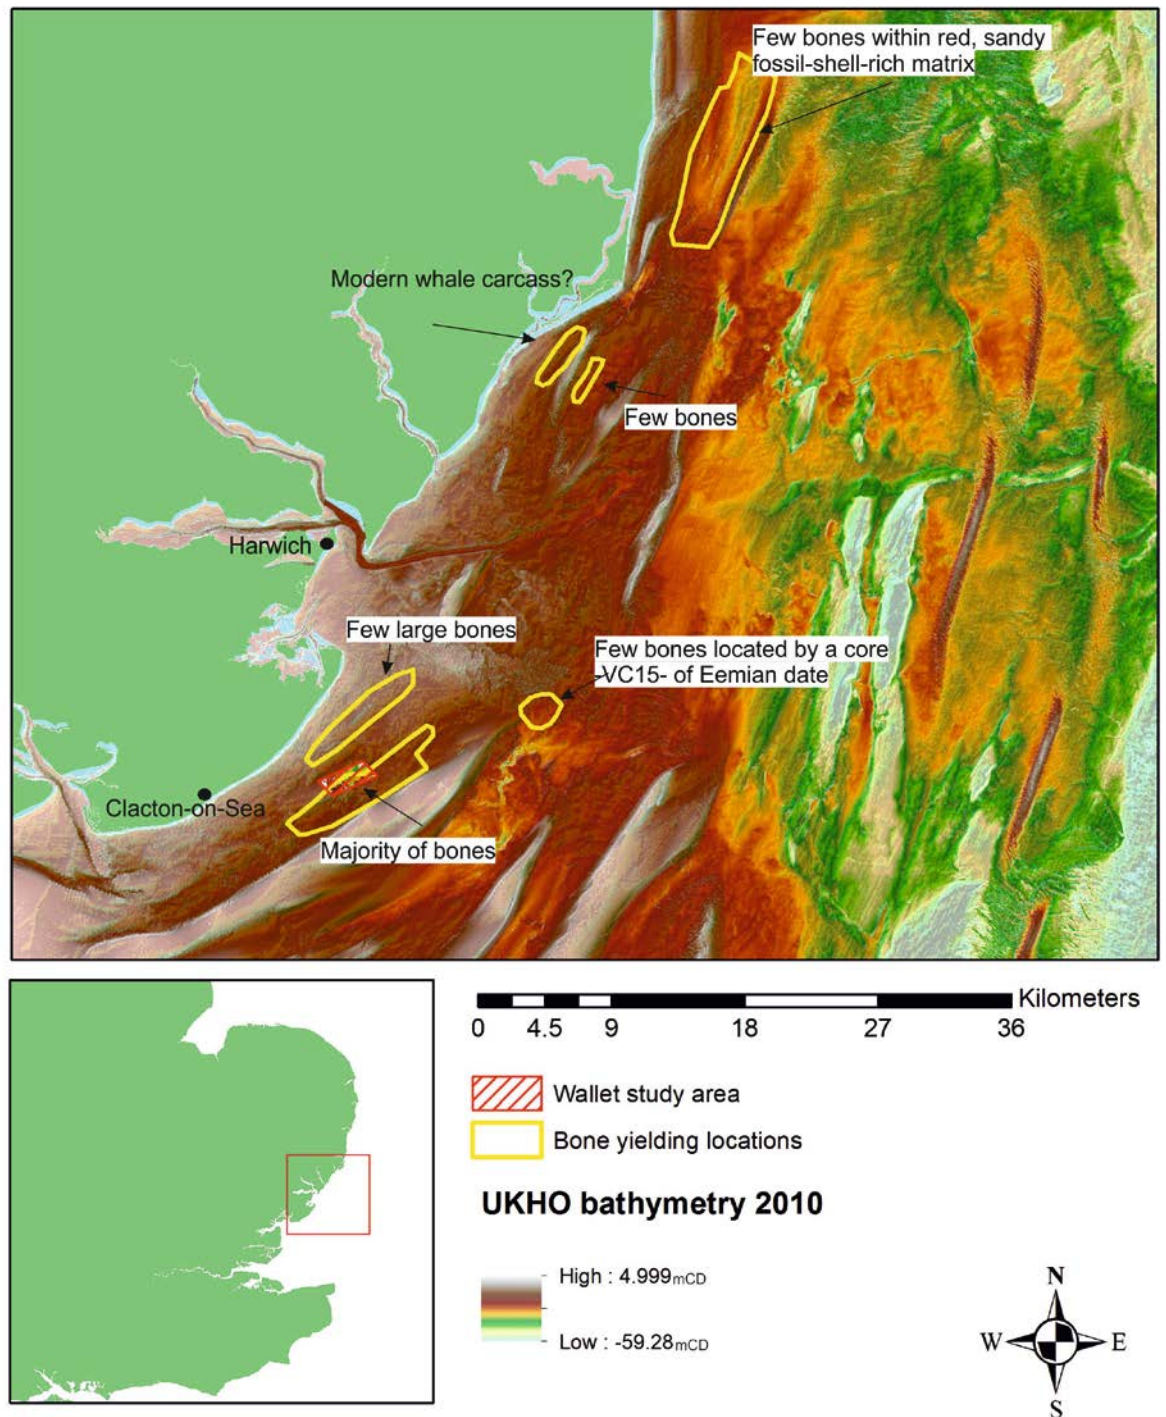 Few bones within red, sandy
fossil-shell-rich matrix
Modern whale carcass?
Few bones
Harwich
Few large bones
Few bones located by a core
-VC15- of Eemian date
Clacton-on-Sea
Majority of bones
Kilometers
0 4.5 9 18 27 36
Wallet study area
Bone yielding locations
UKHO bathymetry 2010
High : 4.999mCD
Low : -59.28mCD
N
W E
S